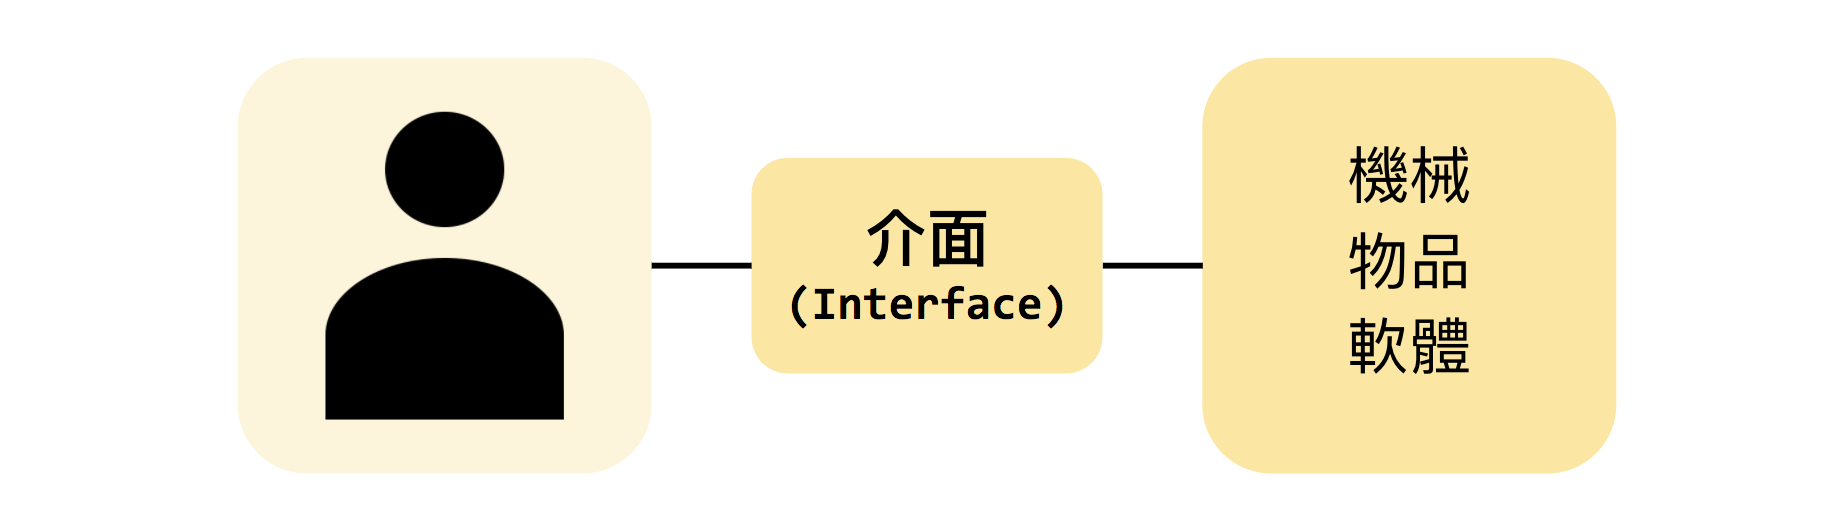 介面
(Interface)
機械
物品
軟體